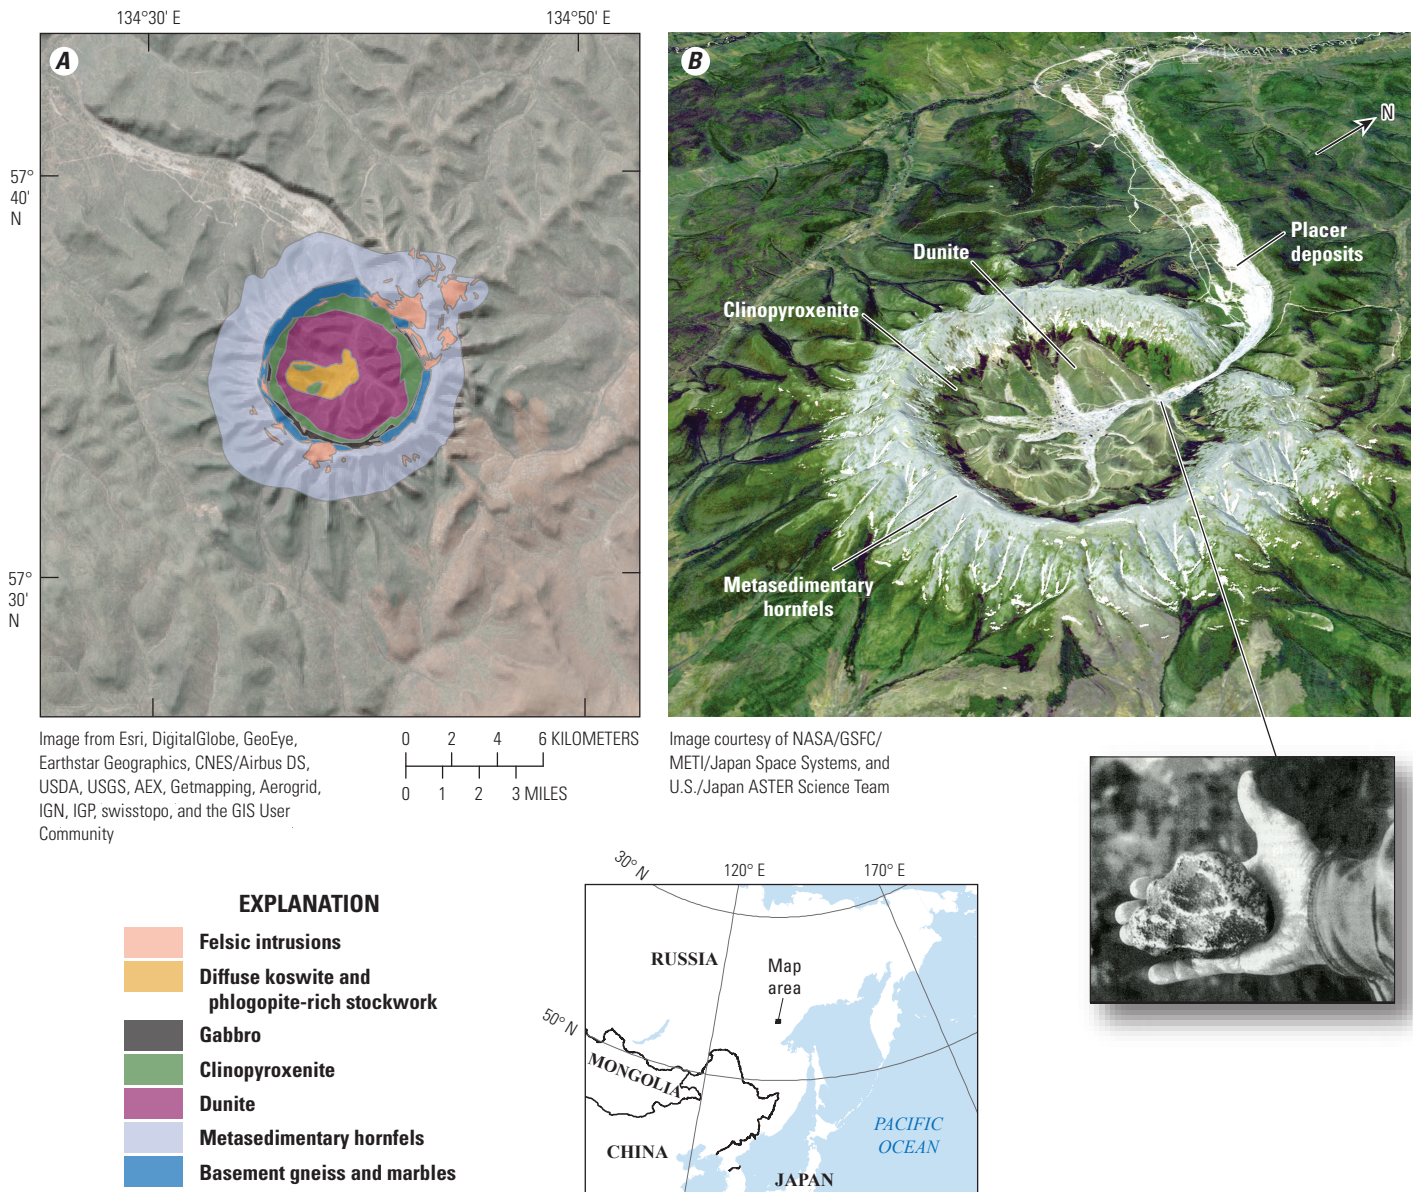 134°30' E
134°50' E
A
57°
40'
N
57°
30'
N
B
N
Dunite
Placer
deposits
Clinopyroxenite
Metasedimentary
hornfels
Image from Esri, DigitalGlobe, GeoEye,
Earthstar Geographics, CNES/Airbus DS,
USDA, USGS, AEX, Getmapping, Aerogrid,
IGN, IGP, swisstopo, and the GIS User
Community
0 2 4 6 KILOMETERS
0 1 2 3 MILES
Image courtesy of NASA/GSFC/
METI/Japan Space Systems, and
U.S./Japan ASTER Science Team
EXPLANATION
Felsic intrusions
Diffuse koswite and
phlogopite-rich stockwork
Gabbro
Clinopyroxenite
Dunite
Metasedimentary hornfels
Basement gneiss and marbles
30° N
120° E
170° E
RUSSIA
Map
area
50° N
MONGOLIA
CHINA
PACIFIC
OCEAN
JAPAN